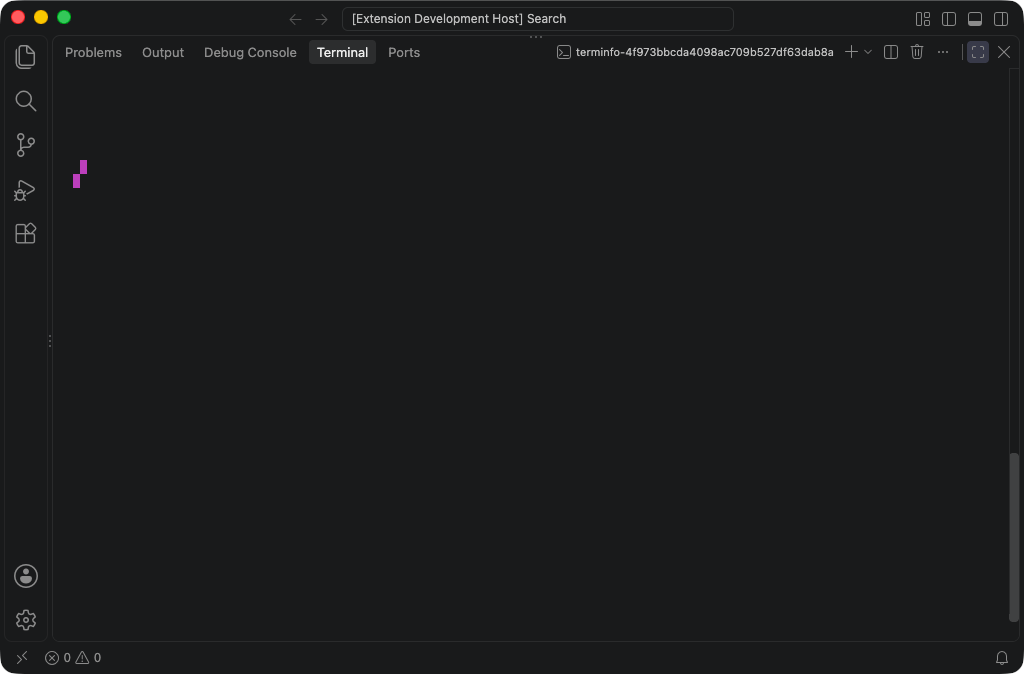 [Extension Development Host] Search
Problems Output Debug Console Terminal Ports terminfo-4f973bbcda4098ac709b527df63dab8a
0 0